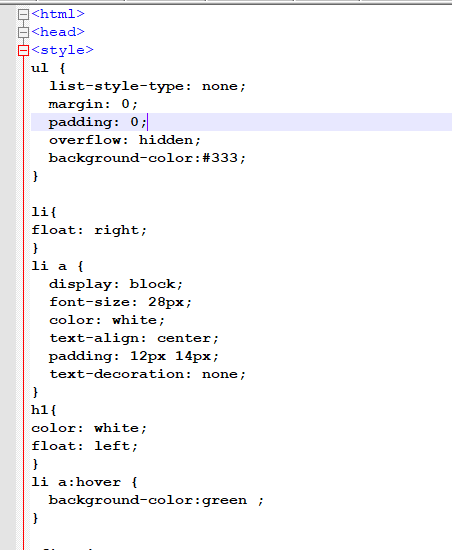 <html>
<head>
<style>
ul {
  list-style-type: none;
  margin: 0;
  padding: 0;
  overflow: hidden;
  background-color:#333;
}

li{
float: right;
}
li a {
  display: block;
  font-size: 28px;
  color: white;
  text-align: center;
  padding: 12px 14px;
  text-decoration: none;
}
h1{
color: white;
float: left;
}
li a:hover {
  background-color:green ;
}